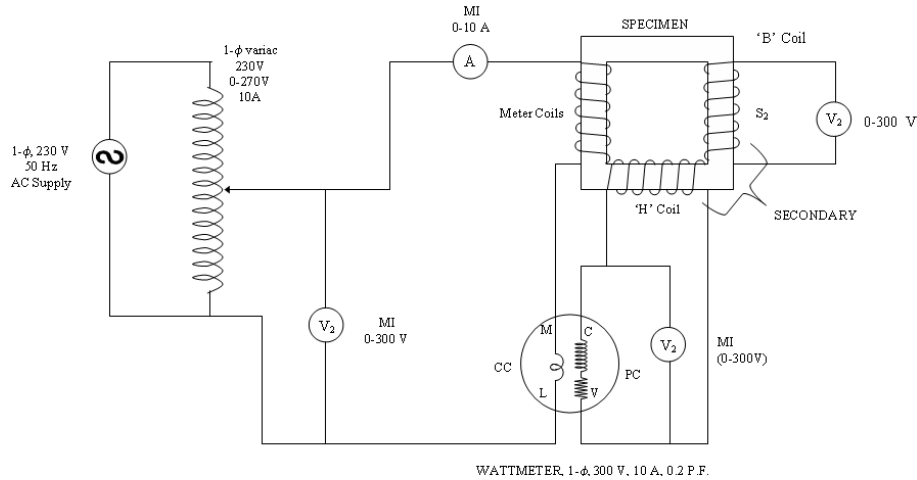 MI
0-10 A
SPECIMEN
'B' Coil
1-ϕ variac
230V
0-270V
10A
A
Meter Coils
S₂
V₂
0-300 V
1-ϕ, 230 V
50 Hz
AC Supply
'H' Coil
SECONDARY
V₂
MI
0-300 V
M
C
CC
PC
L
V
V₂
MI
(0-300V)
WATTMETER, 1-ϕ, 300 V, 10 A, 0.2 P.F.